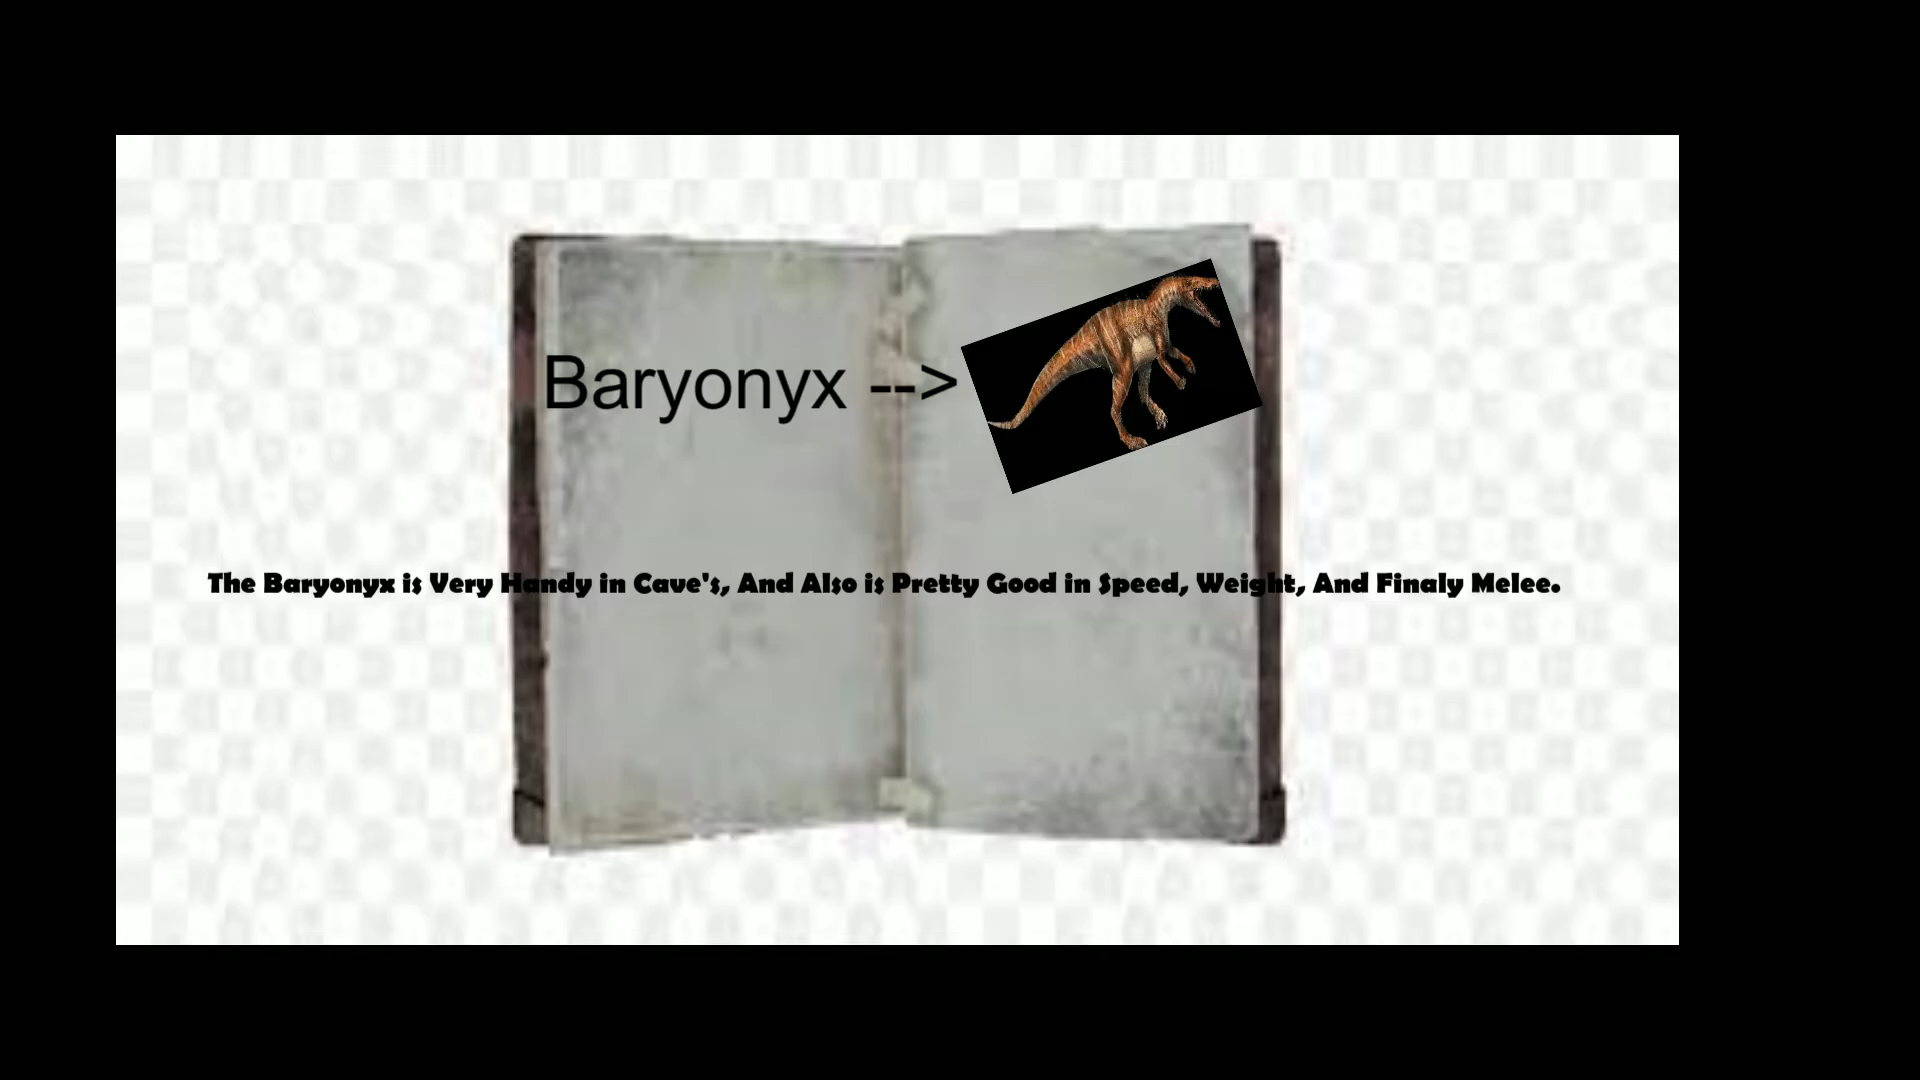 Baryonyx -->
The Baryonyx is Very Handy in Cave's, And Also is Pretty Good in Speed, Weight, And Finaly Melee.